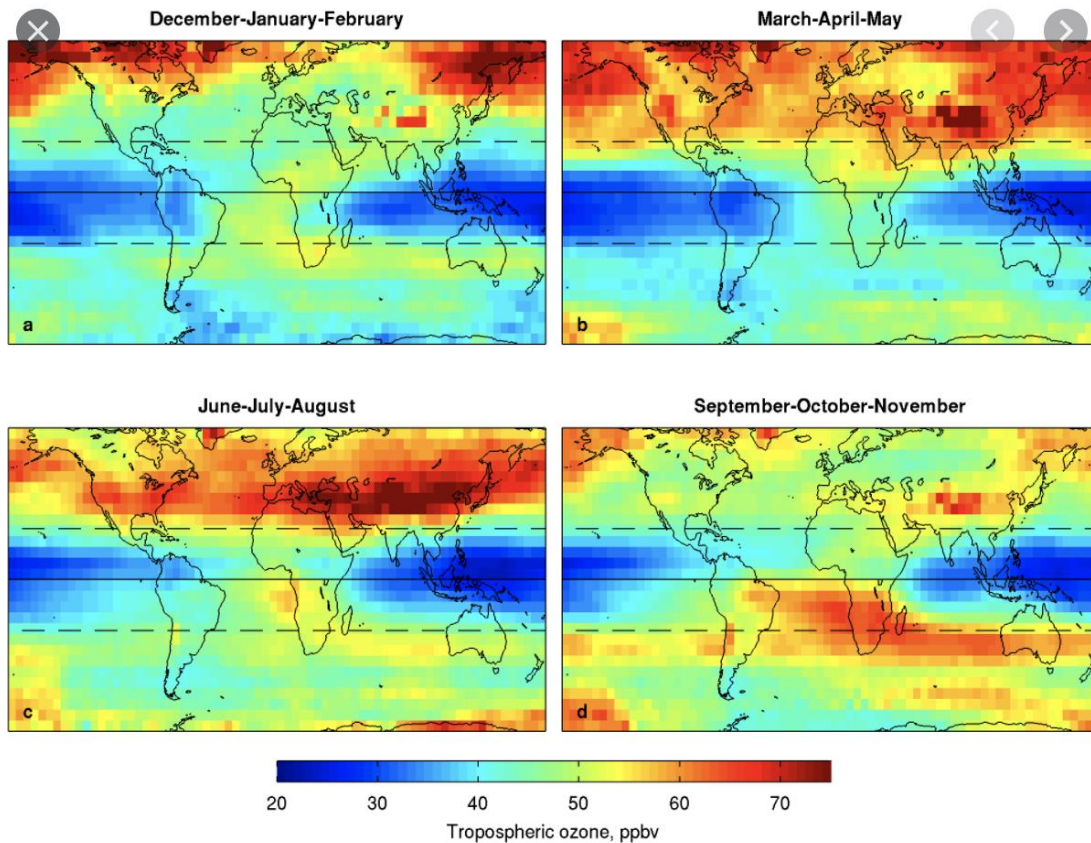 December-January-February
March-April-May
a
b
June-July-August
September-October-November
c
d
20 30 40 50 60 70
Tropospheric ozone, ppbv